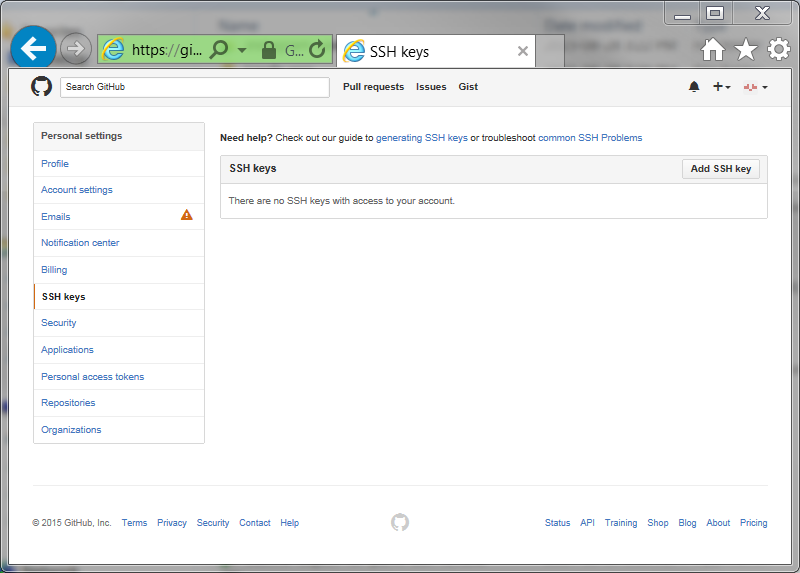 Name
Date modified
https://gi...
G...
SSH keys
Search GitHub
Pull requests Issues Gist
Personal settings
Profile
Account settings
Emails
Notification center
Billing
SSH keys
Security
Applications
Personal access tokens
Repositories
Organizations
Need help? Check out our guide to generating SSH keys or troubleshoot common SSH Problems
SSH keys
Add SSH key
There are no SSH keys with access to your account.
© 2015 GitHub, Inc. Terms Privacy Security Contact Help
Status API Training Shop Blog About Pricing